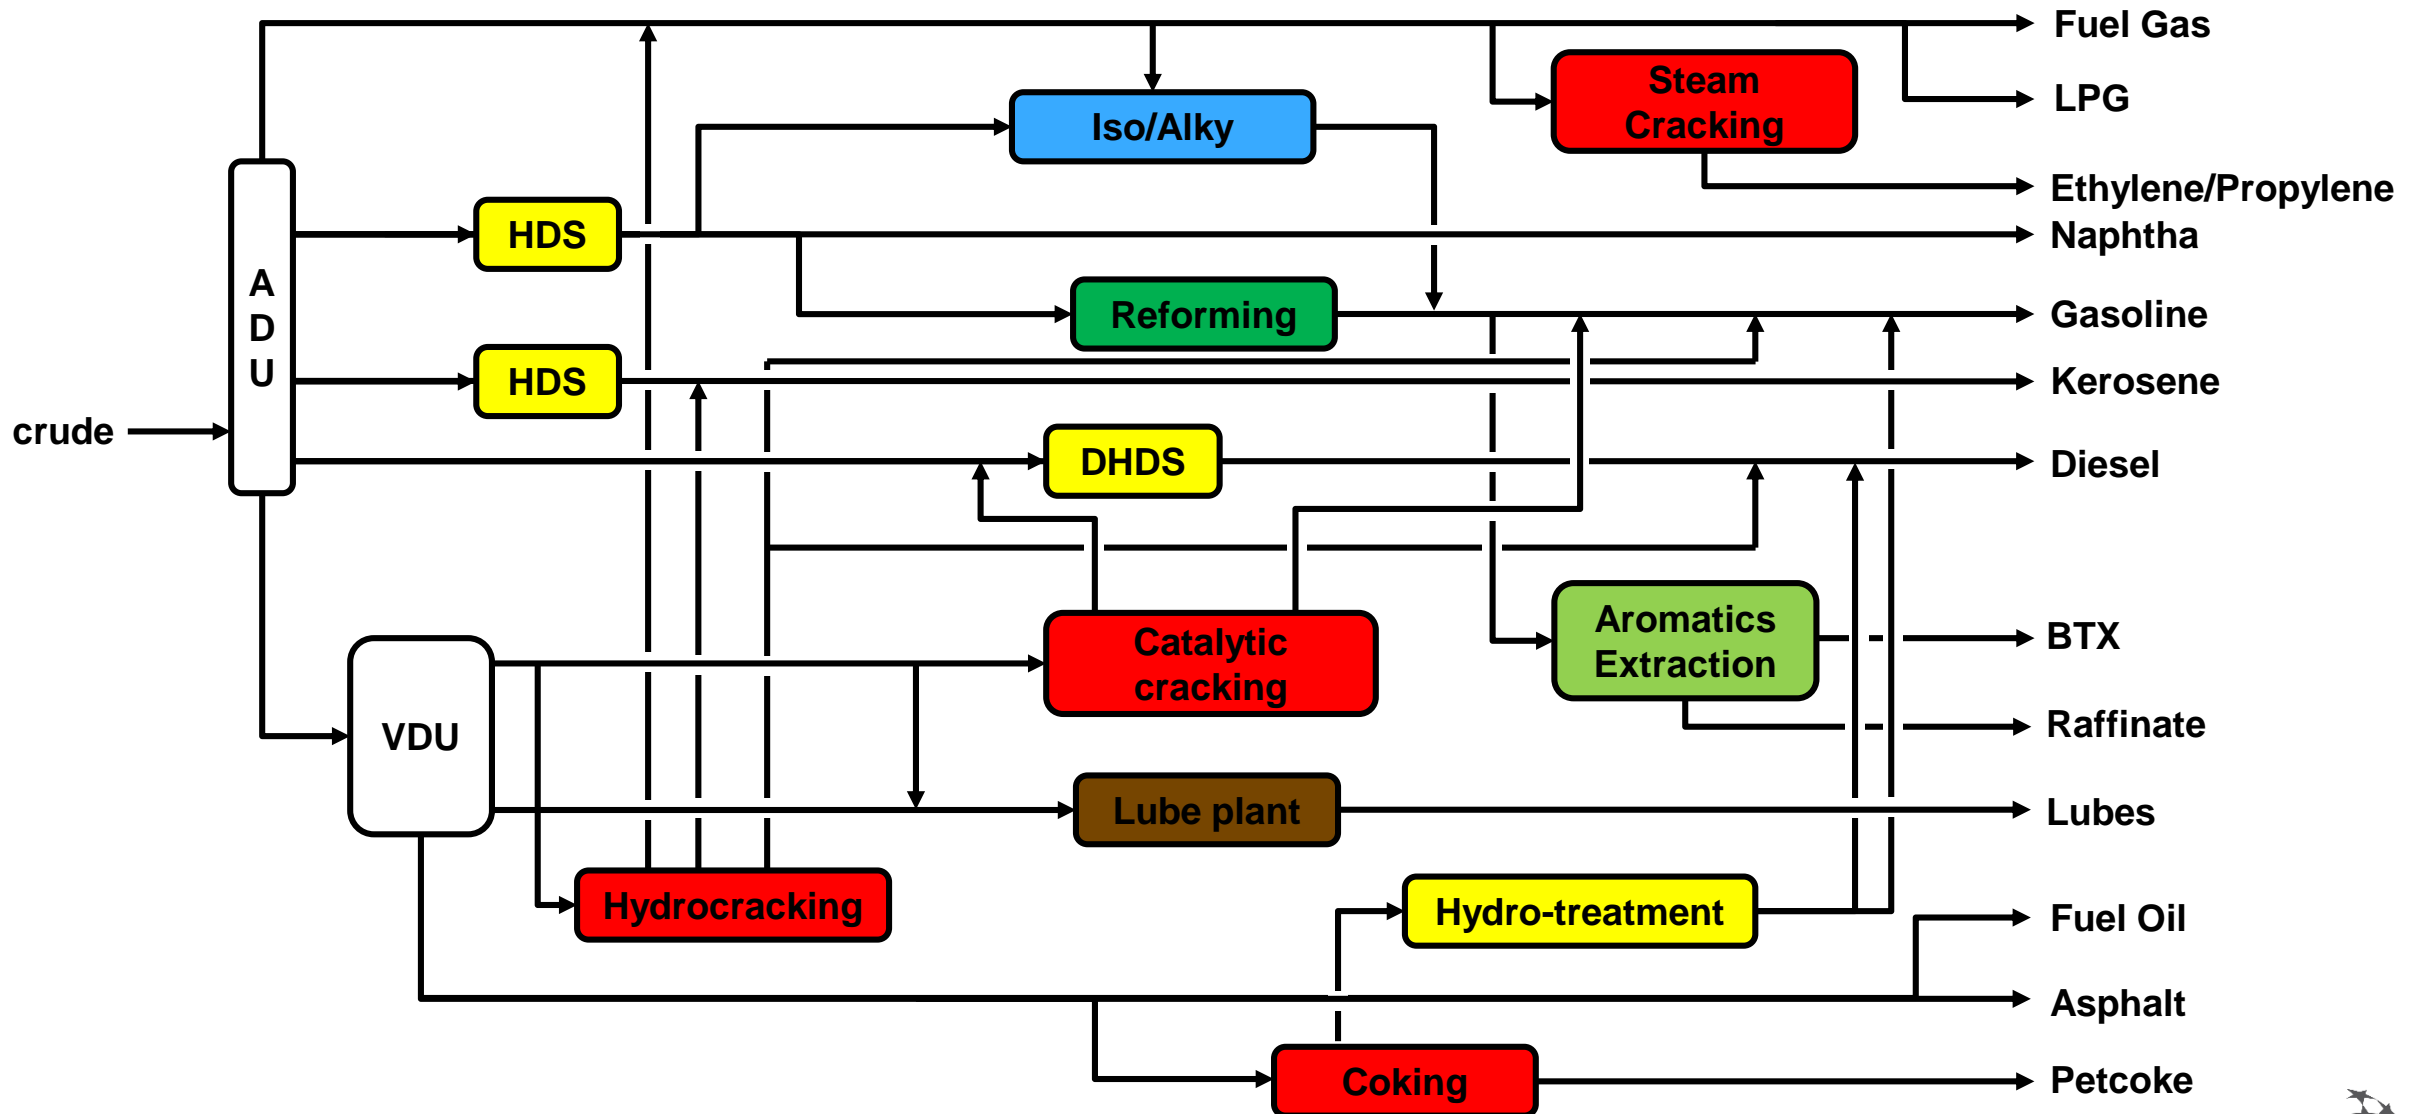 Fuel Gas
Steam
Cracking
LPG
Iso/Alky
Ethylene/Propylene
HDS
Naphtha
A
D
U
Reforming
Gasoline
HDS
Kerosene
crude
DHDS
Diesel
Aromatics
Extraction
Catalytic
cracking
BTX
VDU
Raffinate
Lube plant
Lubes
Hydrocracking
Hydro-treatment
Fuel Oil
Asphalt
Coking
Petcoke